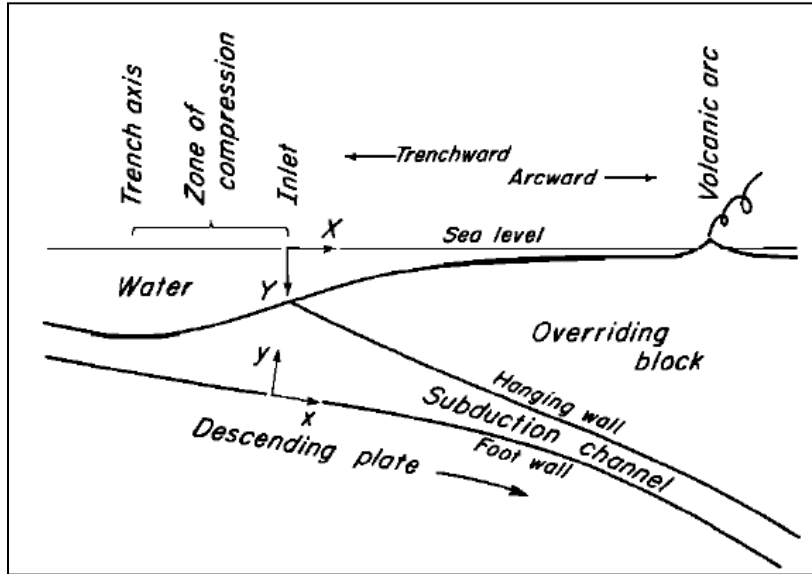 Trench axis
Zone of
compression
Inlet
Trenchward
Arcward
Volcanic arc
X
Sea level
Water
Y
Overriding
block
y
x
Hanging wall
Subduction channel
Foot wall
Descending plate